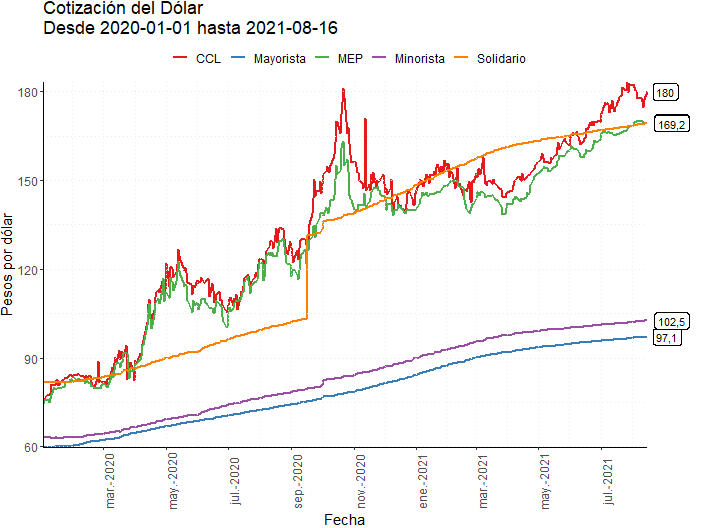 Cotización del Dólar
Desde 2020-01-01 hasta 2021-08-16
CCL Mayorista MEP Minorista Solidario
Pesos por dólar
180
150
120
90
60
180
169,2
102,5
97,1
mar.-2020
may.-2020
jul.-2020
sep.-2020
nov.-2020
ene.-2021
mar.-2021
may.-2021
jul.-2021
Fecha